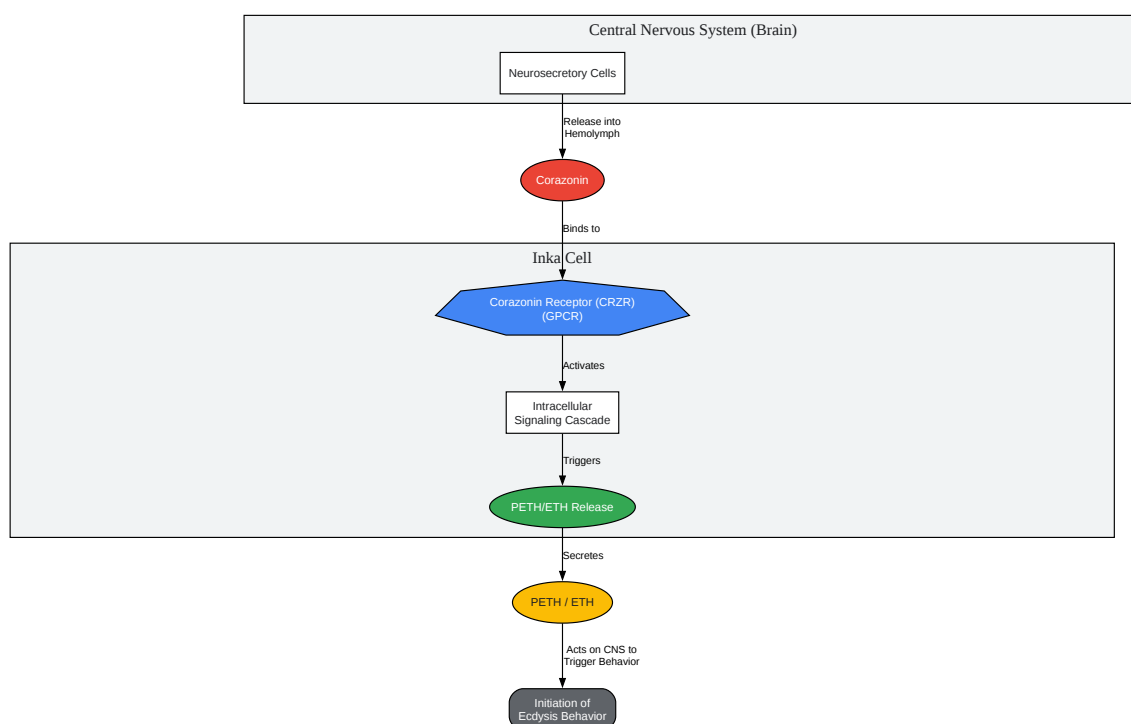 Central Nervous System (Brain)
Neurosecretory Cells
Release into
Hemolymph
Corazonin
Binds to
Inka Cell
Corazonin Receptor (CRZR)
(GPCR)
Activates
Intracellular
Signaling Cascade
Triggers
PETH/ETH Release
Secretes
PETH / ETH
Acts on CNS to
Trigger Behavior
Initiation of
Ecdysis Behavior